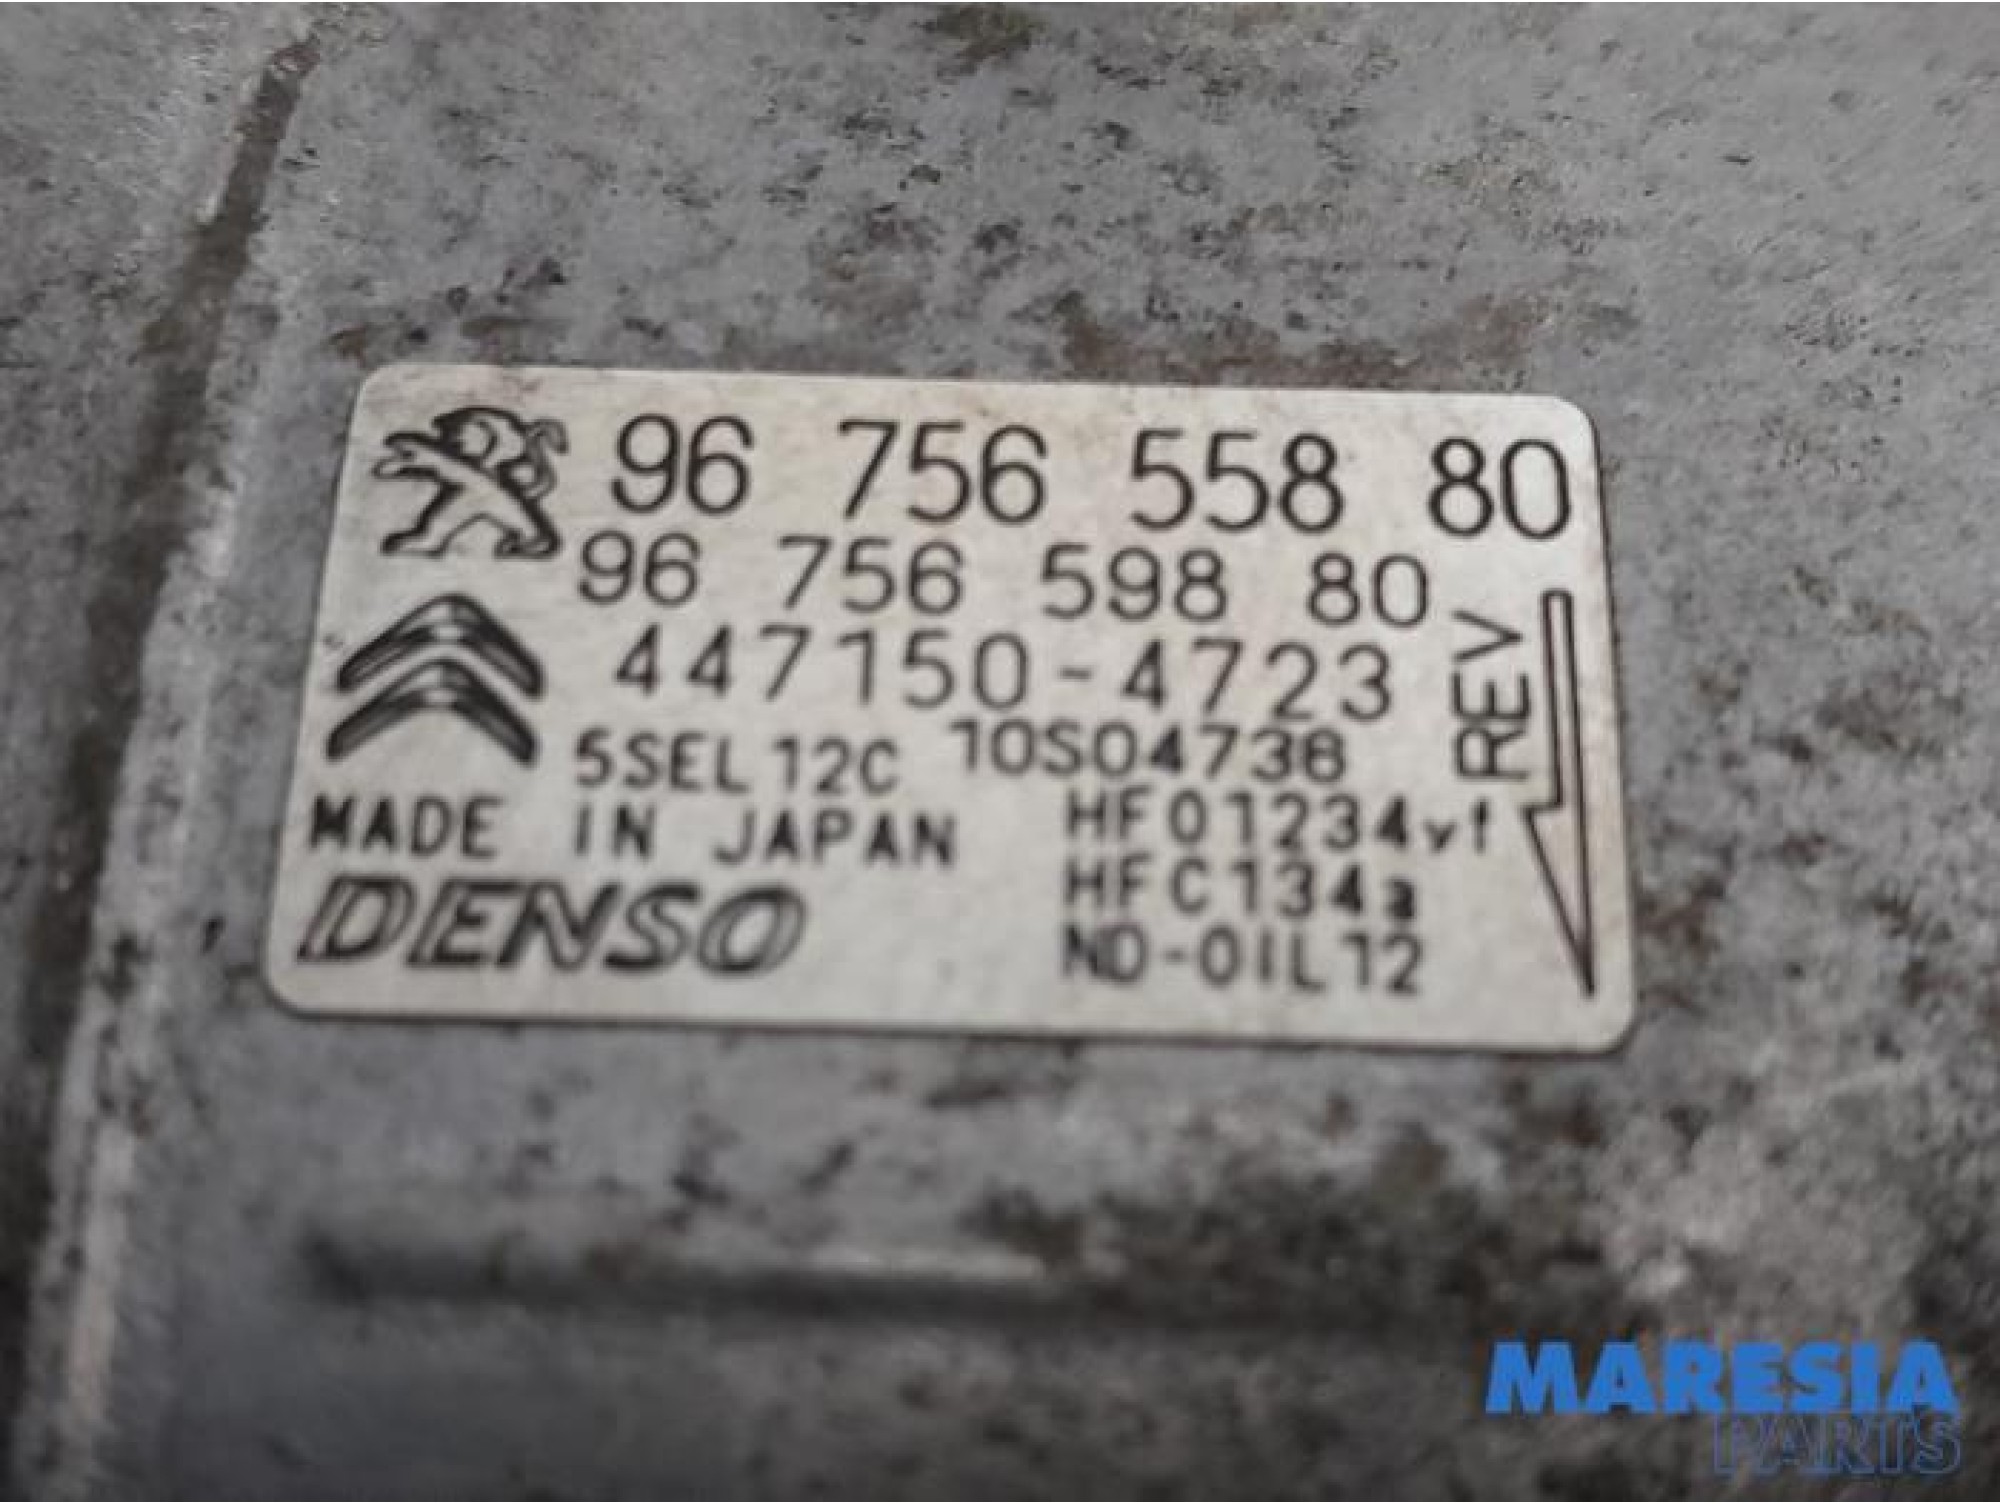 96 756 558 80
96 756 598 80
447150-4723
5SEL12C 10S04738
REV
MADE IN JAPAN
HF01234yf
HFC134a
ND-OIL12
DENSO
MARESIA
PARTS